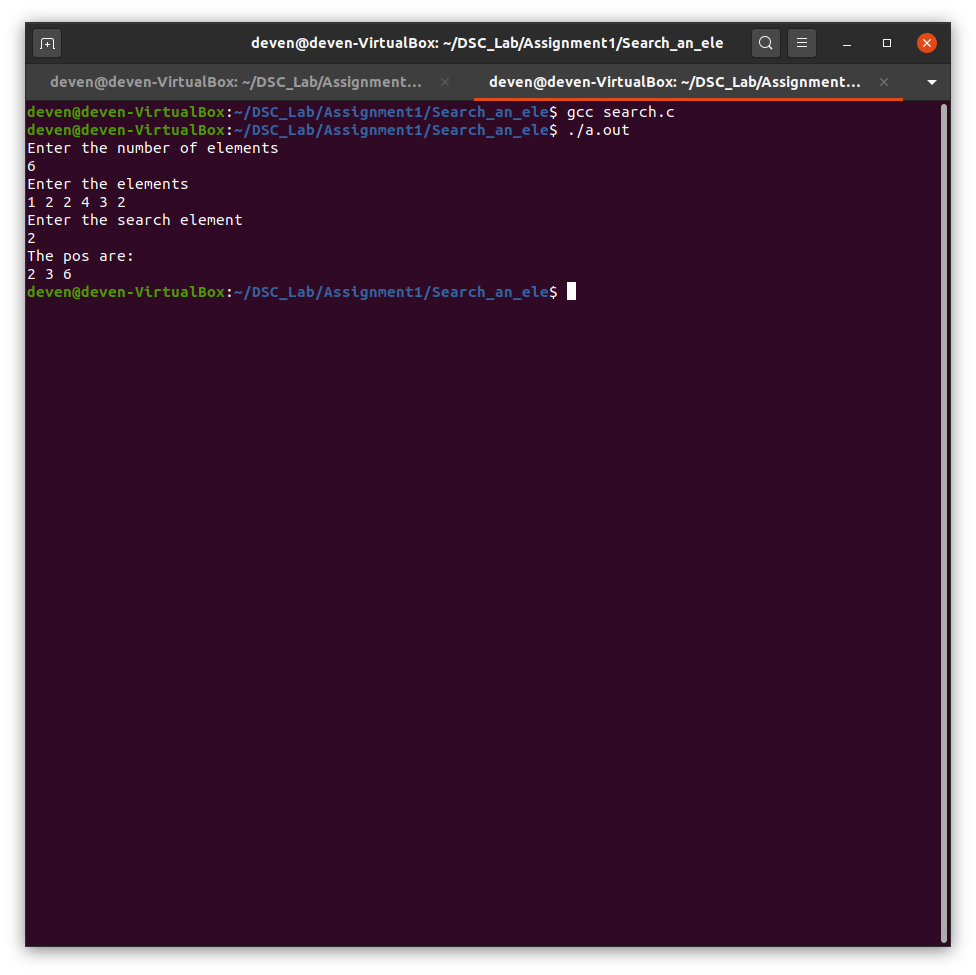 deven@deven-VirtualBox: ~/DSC_Lab/Assignment1/Search_an_ele
deven@deven-VirtualBox: ~/DSC_Lab/Assignment...
deven@deven-VirtualBox: ~/DSC_Lab/Assignment...
deven@deven-VirtualBox:~/DSC_Lab/Assignment1/Search_an_ele$ gcc search.c
deven@deven-VirtualBox:~/DSC_Lab/Assignment1/Search_an_ele$ ./a.out
Enter the number of elements
6
Enter the elements
1 2 2 4 3 2
Enter the search element
2
The pos are:
2 3 6
deven@deven-VirtualBox:~/DSC_Lab/Assignment1/Search_an_ele$